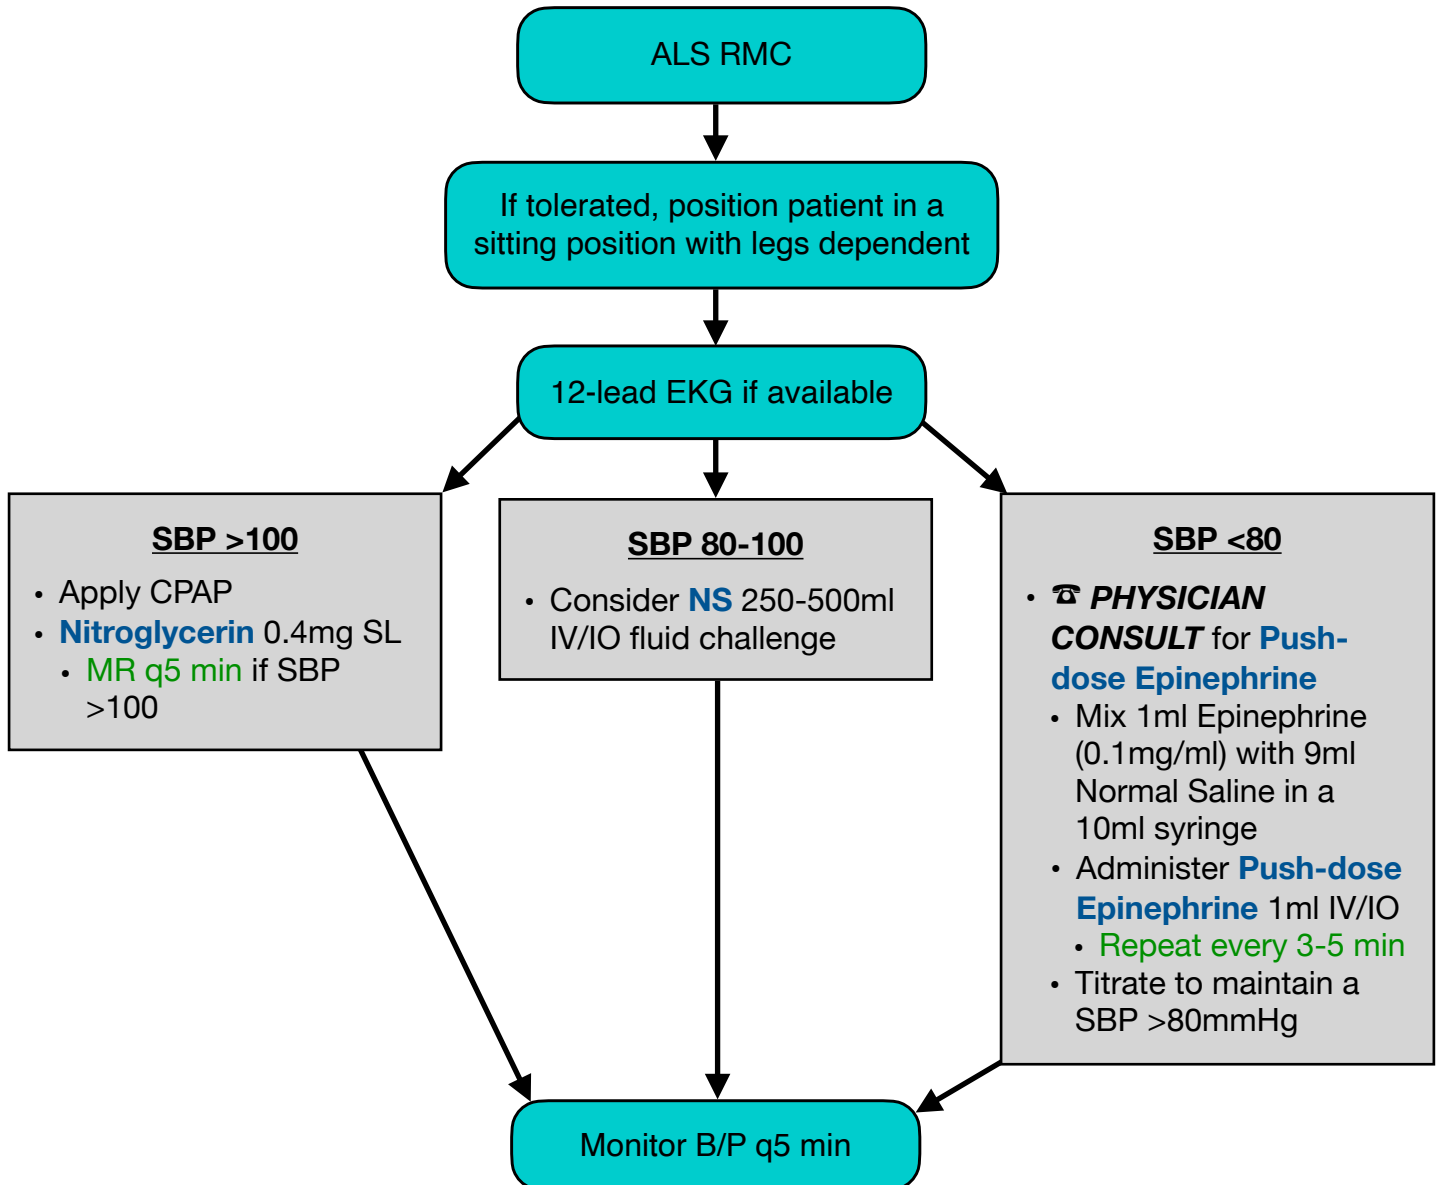 ALS RMC
If tolerated, position patient in a
sitting position with legs dependent
12-lead EKG if available
SBP >100
• Apply CPAP
• Nitroglycerin 0.4mg SL
• MR q5 min if SBP
>100
SBP 80-100
• Consider NS 250-500ml
IV/IO fluid challenge
SBP <80
• ☎ PHYSICIAN
CONSULT for Push-
dose Epinephrine
• Mix 1ml Epinephrine
(0.1mg/ml) with 9ml
Normal Saline in a
10ml syringe
• Administer Push-dose
Epinephrine 1ml IV/IO
• Repeat every 3-5 min
• Titrate to maintain a
SBP >80mmHg
Monitor B/P q5 min